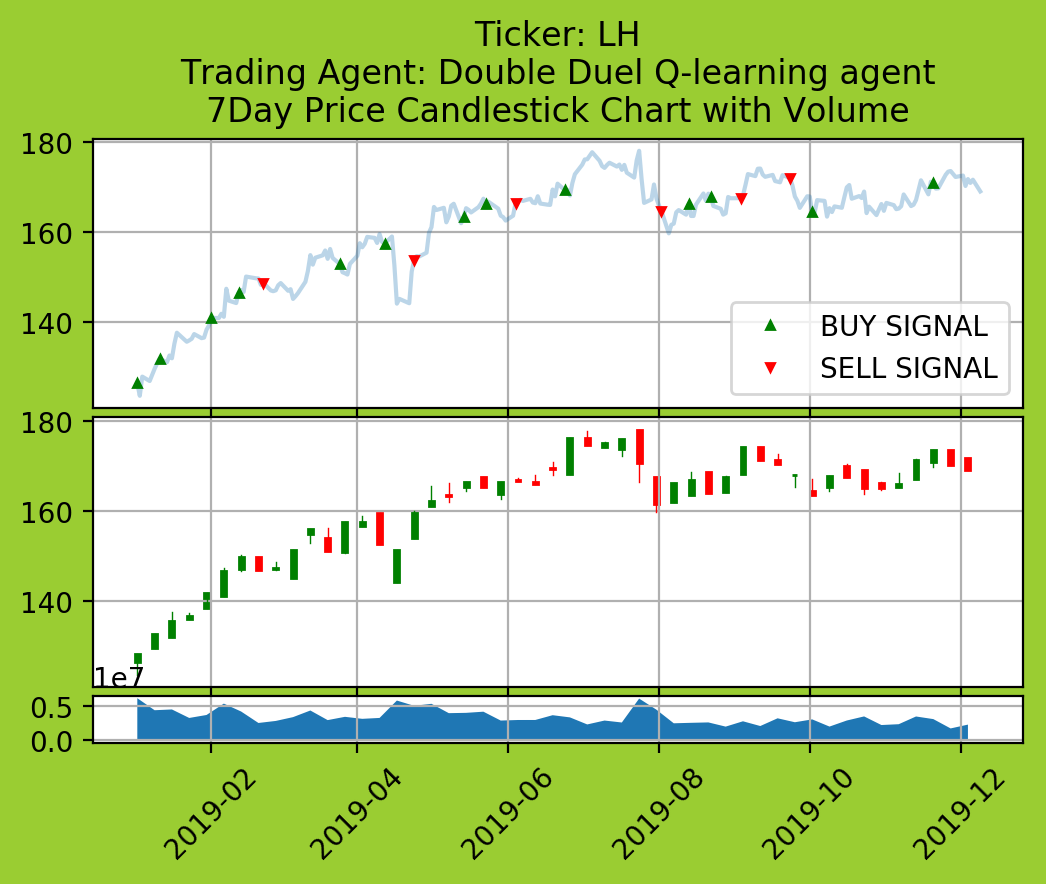 Ticker: LH
Trading Agent: Double Duel Q-learning agent
7Day Price Candlestick Chart with Volume
180
160
140
BUY SIGNAL
SELL SIGNAL
180
160
140
1e7
0.5
0.0
2019-02
2019-04
2019-06
2019-08
2019-10
2019-12